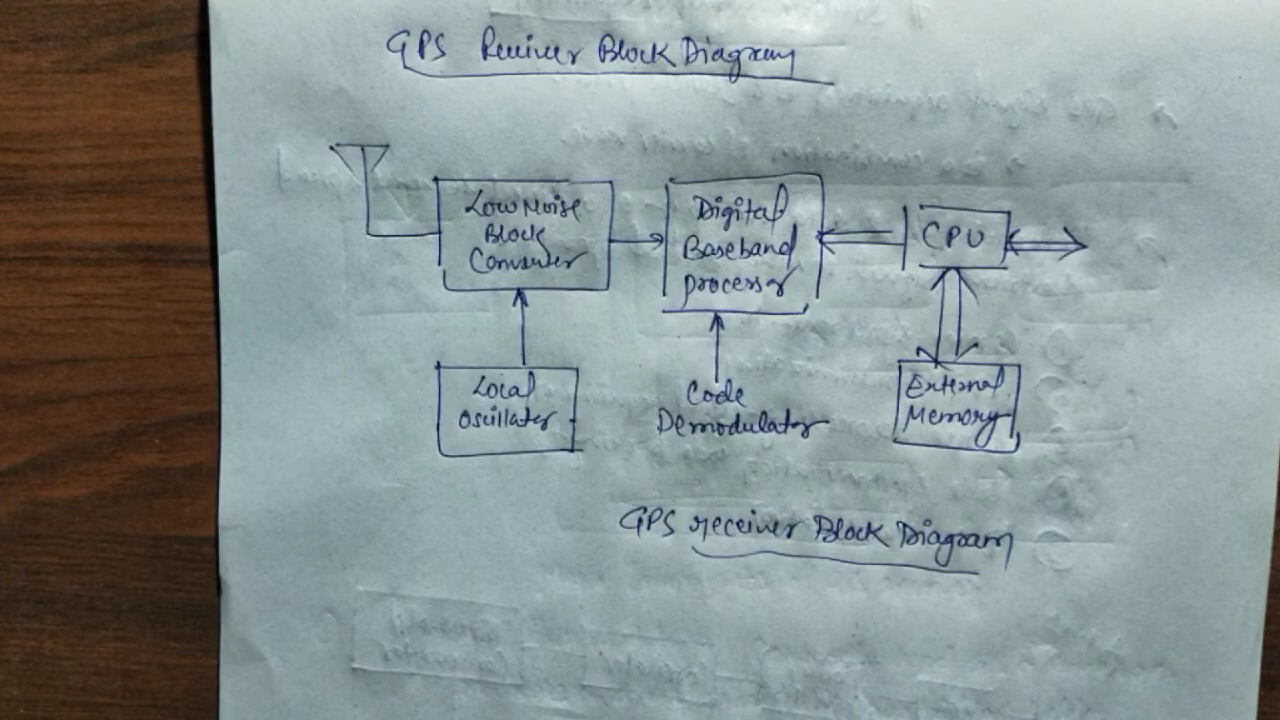 GPS Receiver Block Diagram
Low Noise
Block
Converter
Digital
Baseband
processor
CPU
Local
Oscillator
Code
Demodulator
External
Memory
GPS receiver Block Diagram